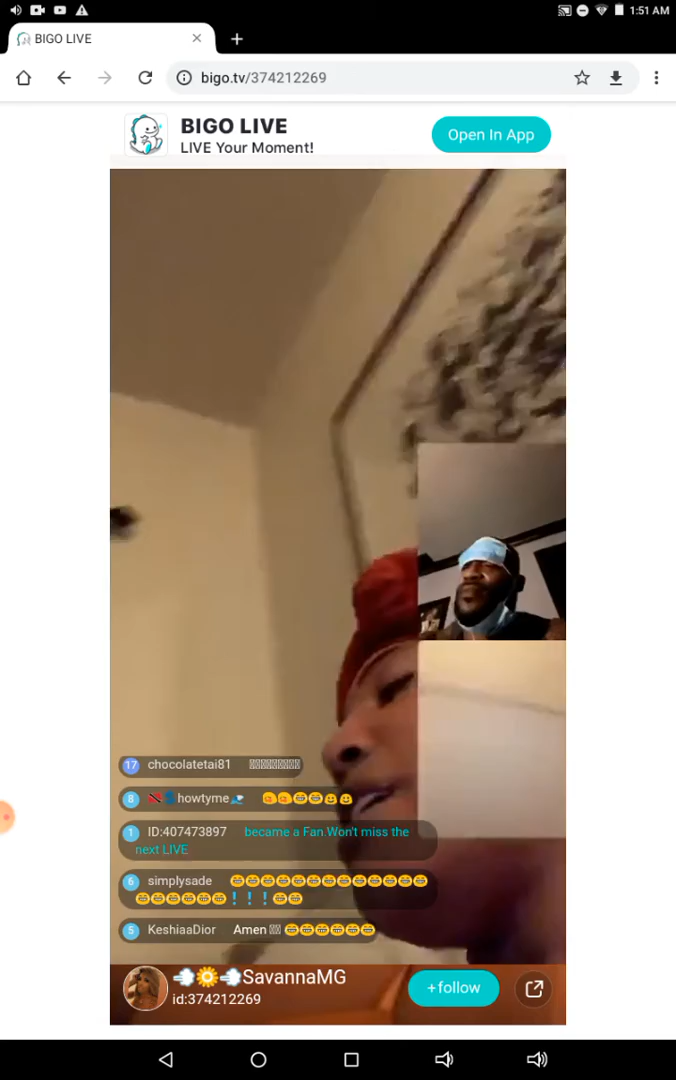 1:51 AM
BIGO LIVE
bigo.tv/374212269
BIGO LIVE
LIVE Your Moment!
Open In App
17 chocolatetai81
8 howtyme 🌊 😂😂😄😄
1 ID:407473897 became a Fan.Won't miss the
next LIVE
6 simplysade 😂😂😂😂😂😂😂😂😂😂😂😂😂
😂😂😂😂😂😂❗❗❗😂😂
5 KeshiaaDior Amen 😂😂😂😂😂😂
💨🌞💨SavannaMG
id:374212269
+follow